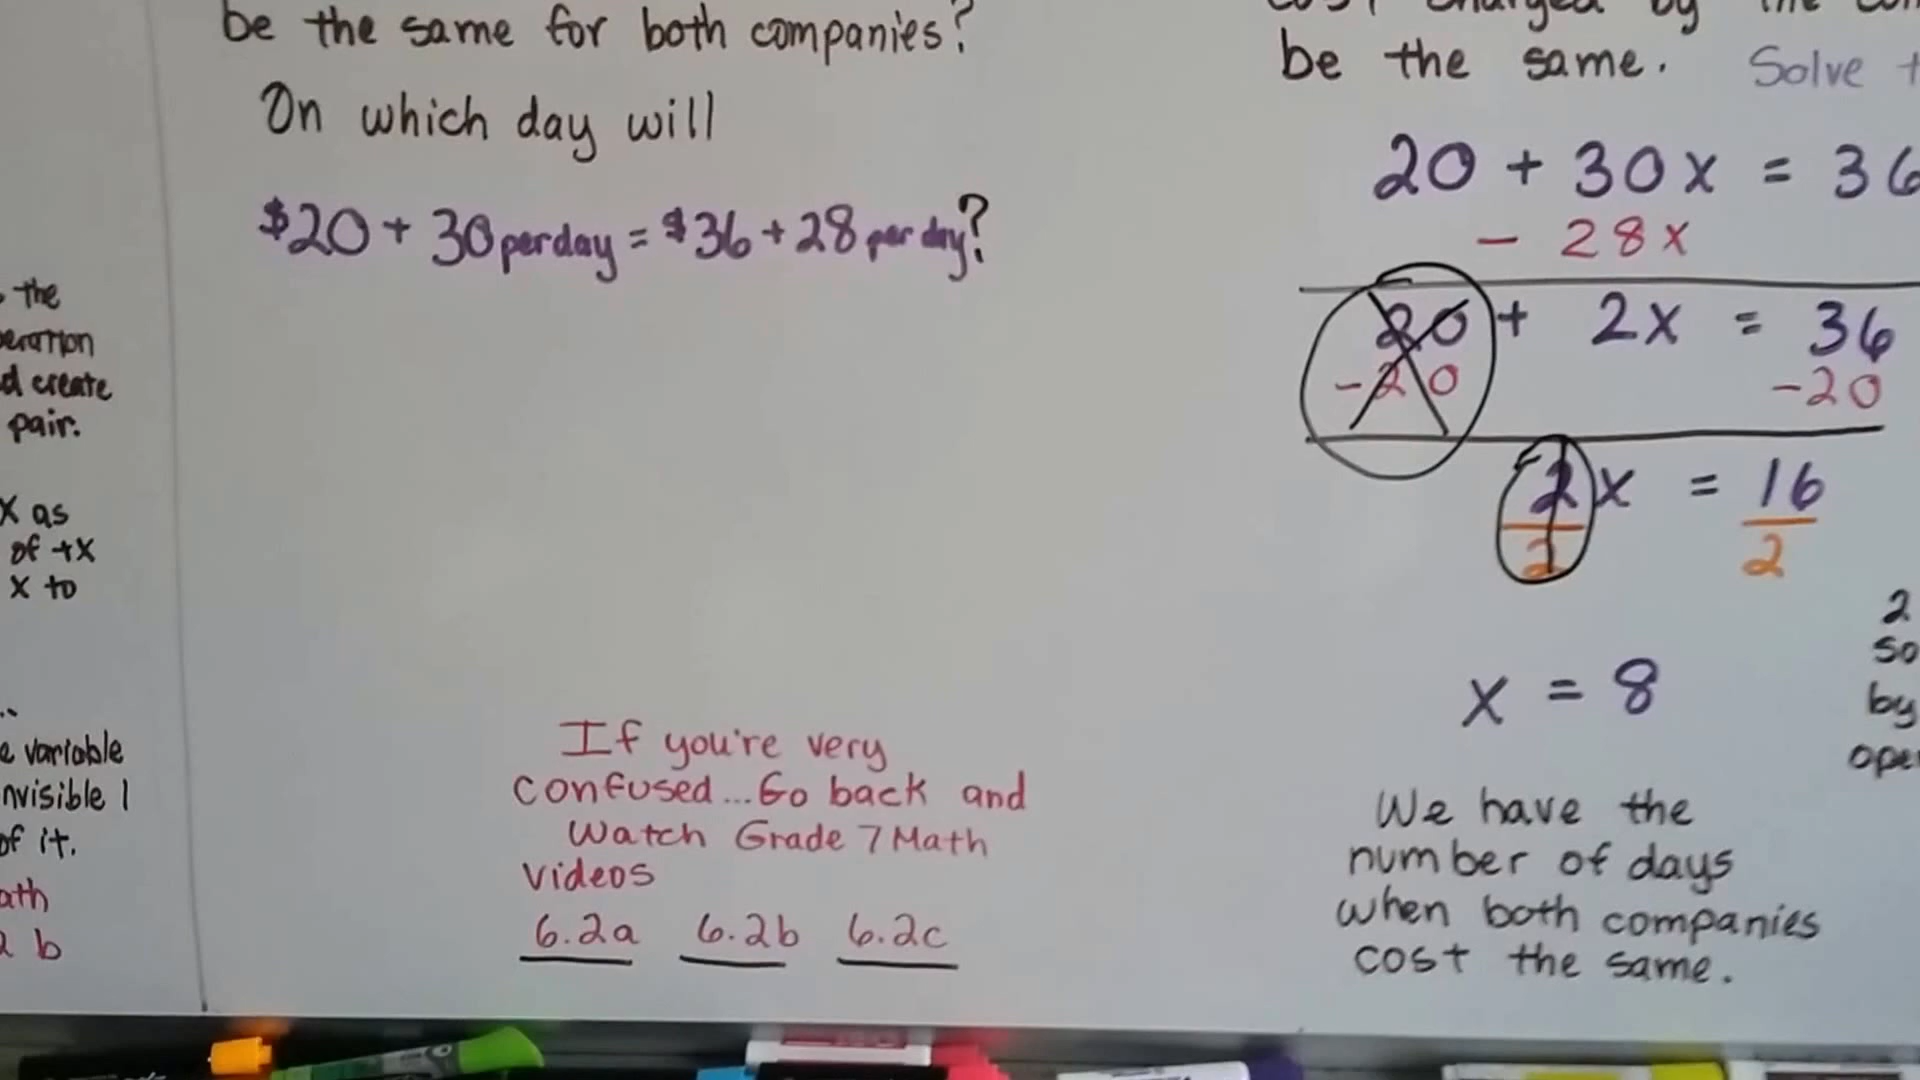 be the same for both companies?
On which day will
$20 + 30 per day = $36 + 28 per day?
If you're very
confused...Go back and
Watch Grade 7 Math
videos
6.2a 6.2b 6.2c
the
d create
pair.
x as
of +x
x to
variable
nvisible 1
of it.
ath
b
be the same. Solve
20 + 30x = 36
- 28x
20 + 2x = 36
-20 -20
2x = 16
2 2
x = 8
We have the
number of days
when both companies
cost the same.
2
so
by